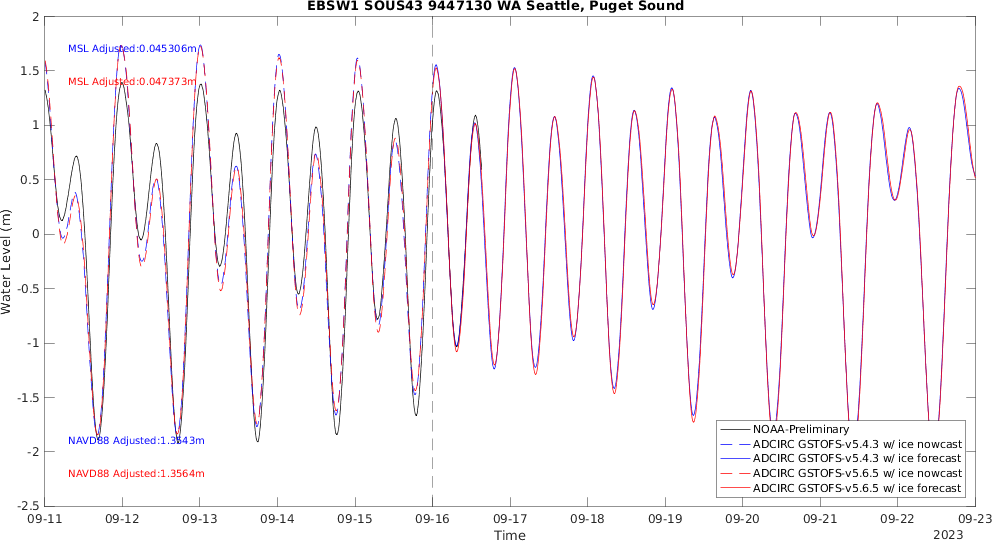 EBSW1 SOUS43 9447130 WA Seattle, Puget Sound
2
1.5
1
0.5
0
-0.5
-1
-1.5
-2
-2.5
Water Level (m)
MSL Adjusted:0.045306m
MSL Adjusted:0.047373m
NAVD88 Adjusted:1.3543m
NAVD88 Adjusted:1.3564m
NOAA-Preliminary
ADCIRC GSTOFS-v5.4.3 w/ ice nowcast
ADCIRC GSTOFS-v5.4.3 w/ ice forecast
ADCIRC GSTOFS-v5.6.5 w/ ice nowcast
ADCIRC GSTOFS-v5.6.5 w/ ice forecast
09-11 09-12 09-13 09-14 09-15 09-16 09-17 09-18 09-19 09-20 09-21 09-22 09-23
Time
2023